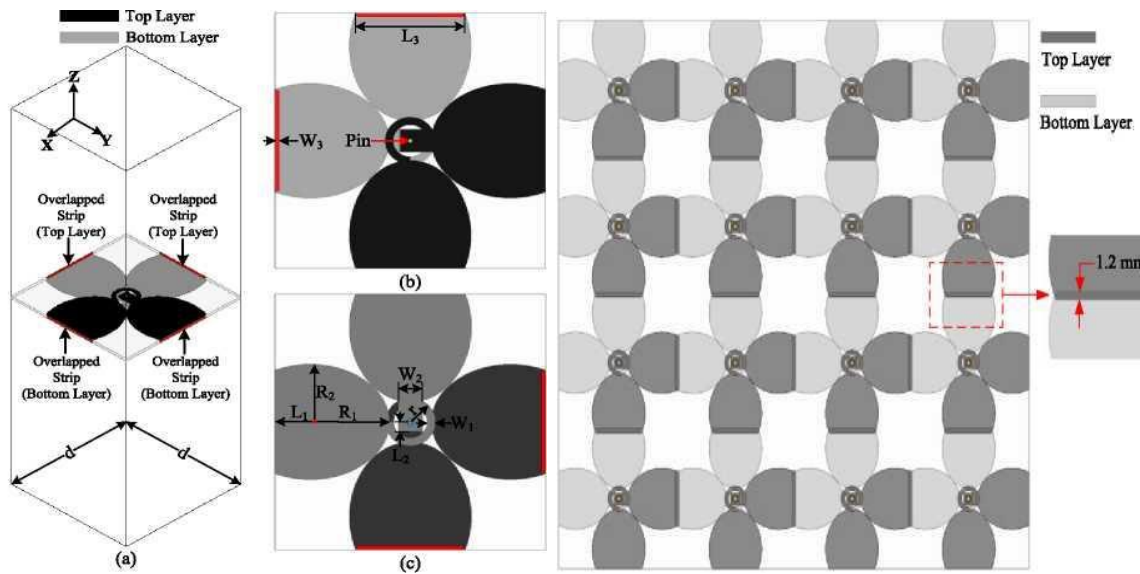 Top Layer
Bottom Layer
Z
X
Y
Overlapped
Strip
(Top Layer)
Overlapped
Strip
(Top Layer)
Overlapped
Strip
(Bottom Layer)
Overlapped
Strip
(Bottom Layer)
d
d
(a)
L3
W3
Pin
(b)
W2
R2
L1
R1
W1
L2
(c)
Top Layer
Bottom Layer
1.2 mm